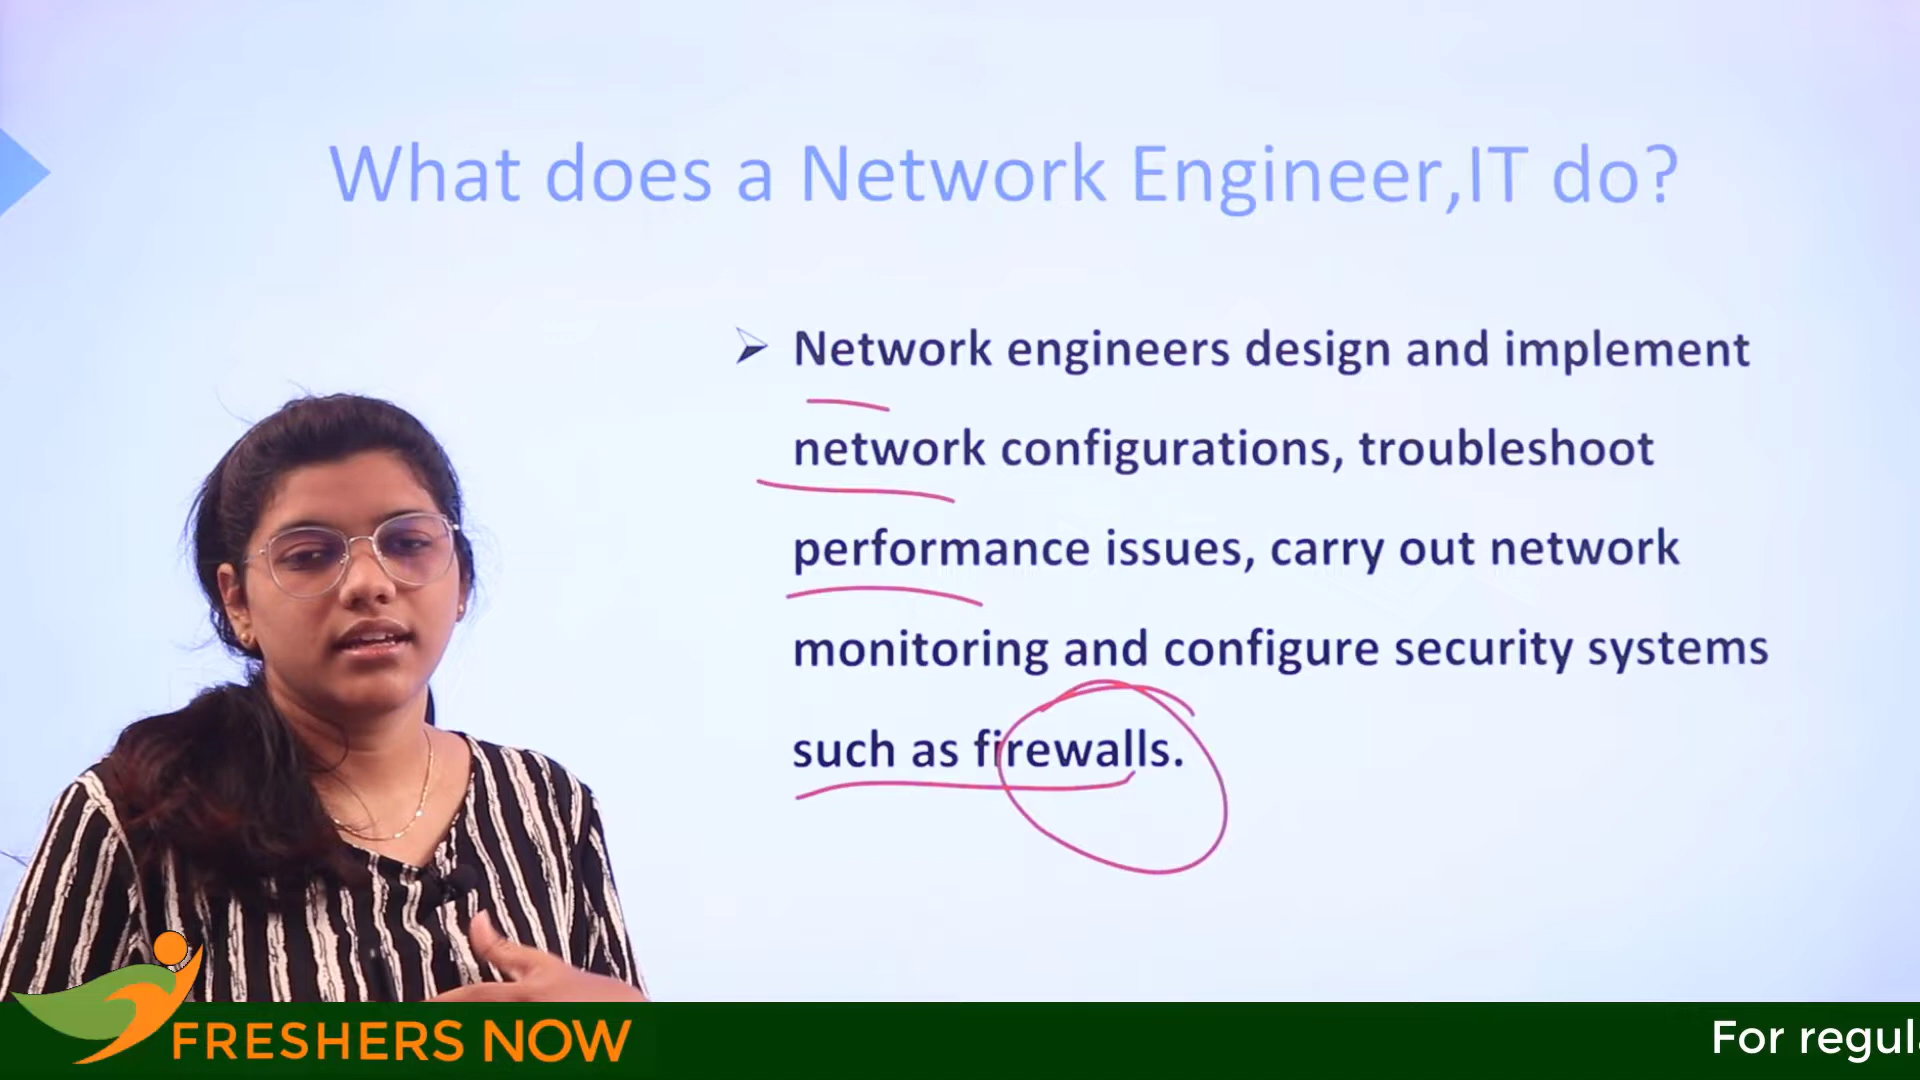 What does a Network Engineer,IT do?
Network engineers design and implement
network configurations, troubleshoot
performance issues, carry out network
monitoring and configure security systems
such as firewalls.
FRESHERS NOW
For regul